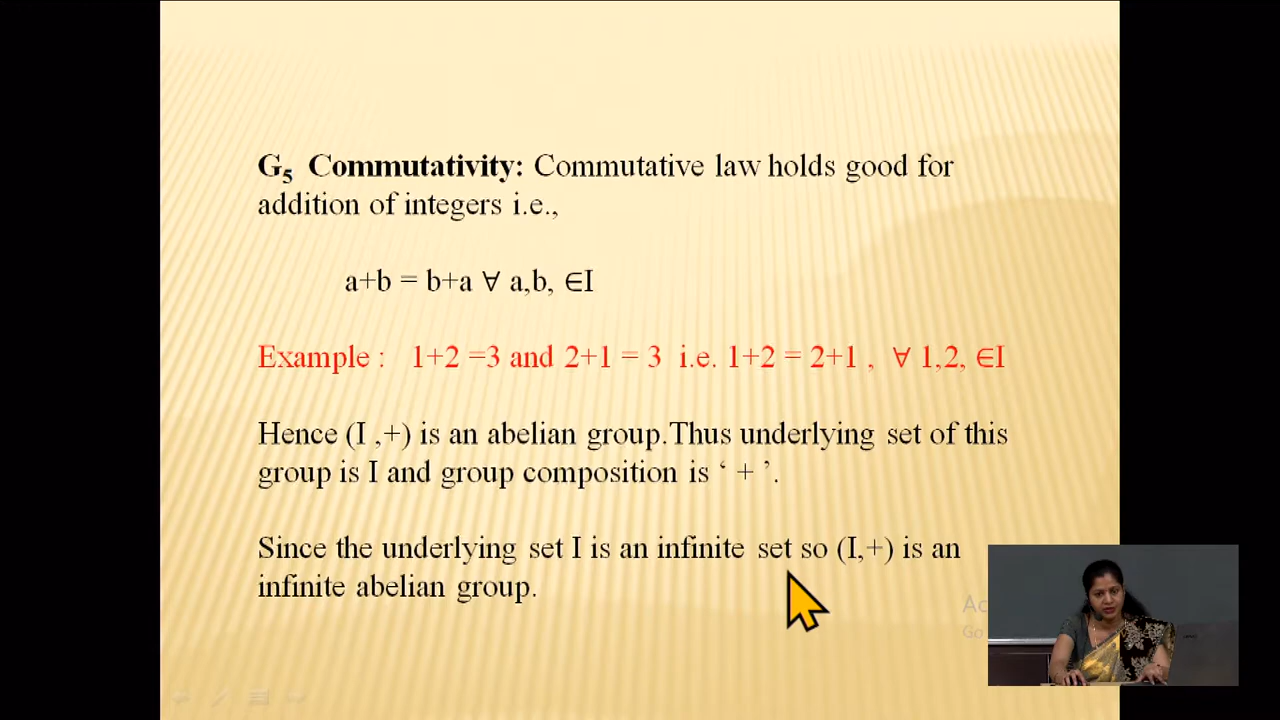 G₅ Commutativity: Commutative law holds good for
addition of integers i.e.,
a+b = b+a ∀ a,b, ∈I
Example : 1+2 =3 and 2+1 = 3 i.e. 1+2 = 2+1 , ∀ 1,2, ∈I
Hence (I ,+) is an abelian group.Thus underlying set of this
group is I and group composition is ‘ + ’.
Since the underlying set I is an infinite set so (I,+) is an
infinite abelian group.
Go